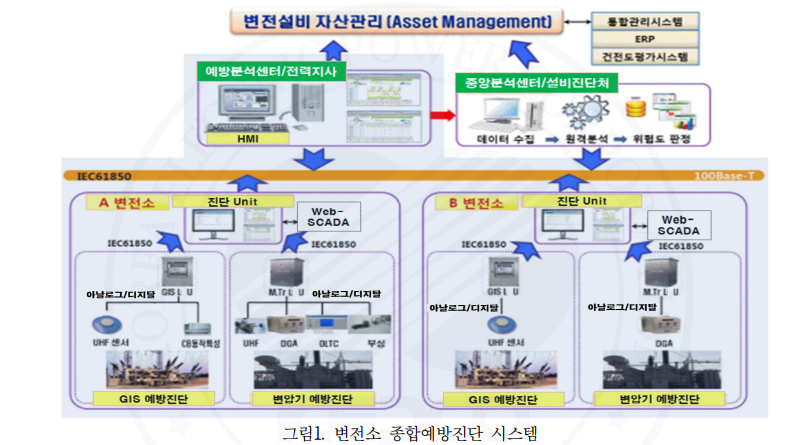 변전설비 자산관리 (Asset Management)
통합관리시스템
ERP
건전도평가시스템
예방분석센터/전력지사
HMI
중앙분석센터/설비진단처
데이터 수집
원격분석
위험도 판정
IEC61850
100Base-T
A 변전소
진단 Unit
Web-
SCADA
IEC61850
IEC61850
GIS L U
M.Tr L U
아날로그/디지탈
아날로그/디지탈
UHF 센서
CB동작특성
UHF
DGA
OLTC
부싱
GIS 예방진단
변압기 예방진단
B 변전소
진단 Unit
Web-
SCADA
IEC61850
IEC61850
GIS L U
M.Tr L U
아날로그/디지탈
아날로그/디지탈
UHF 센서
DGA
GIS 예방진단
변압기 예방진단
그림1. 변전소 종합예방진단 시스템